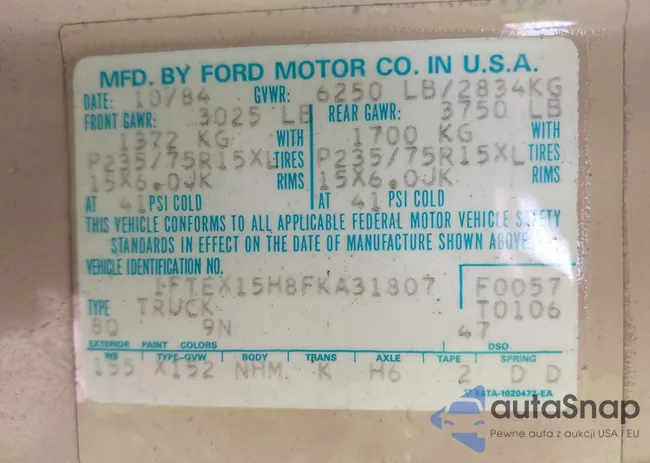 MFD. BY FORD MOTOR CO. IN U.S.A.
DATE: 10/84 GVWR: 6250 LB/2834KG
FRONT GAWR: 3025 LB REAR GAWR: 3750 LB
1372 KG WITH 1700 KG WITH
P235/75R15XL TIRES P235/75R15XL TIRES
15X6.0JK RIMS 15X6.0JK RIMS
AT 41 PSI COLD AT 41 PSI COLD
THIS VEHICLE CONFORMS TO ALL APPLICABLE FEDERAL MOTOR VEHICLE SAFETY
STANDARDS IN EFFECT ON THE DATE OF MANUFACTURE SHOWN ABOVE
VEHICLE IDENTIFICATION NO.
1FTEX15H8FKA31807 F0057
TYPE TRUCK T0106
8Q 9N 47
EXTERIOR PAINT COLORS DSO
WB TYPE-GVW BODY TRANS AXLE TAPE SPRING
155 X152 NHM. K H6 2 D D
E4TA-1020472-EA
autaSnap
Pewne auta z aukcji USA i EU